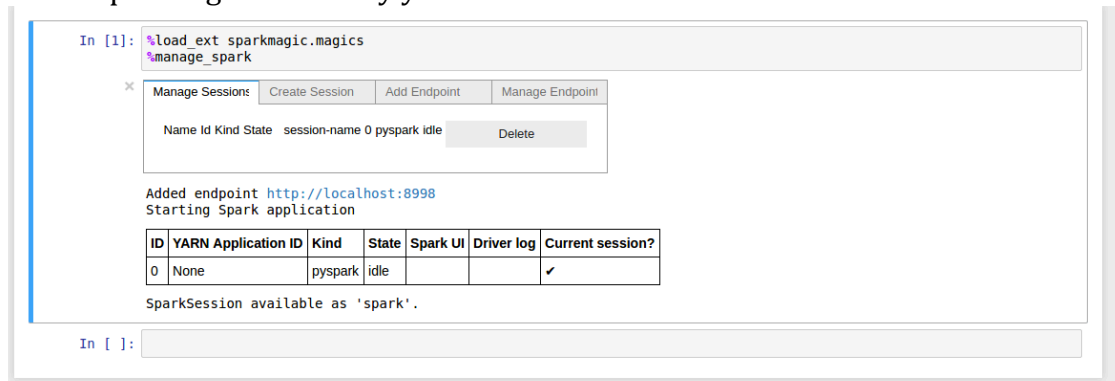 In [1]: %load_ext sparkmagic.magics
%manage_spark
× Manage Sessions Create Session Add Endpoint Manage Endpoint
Name Id Kind State session-name 0 pyspark idle Delete
Added endpoint http://localhost:8998
Starting Spark application
ID YARN Application ID Kind State Spark UI Driver log Current session?
0 None pyspark idle ✔
SparkSession available as 'spark'.
In [ ]: